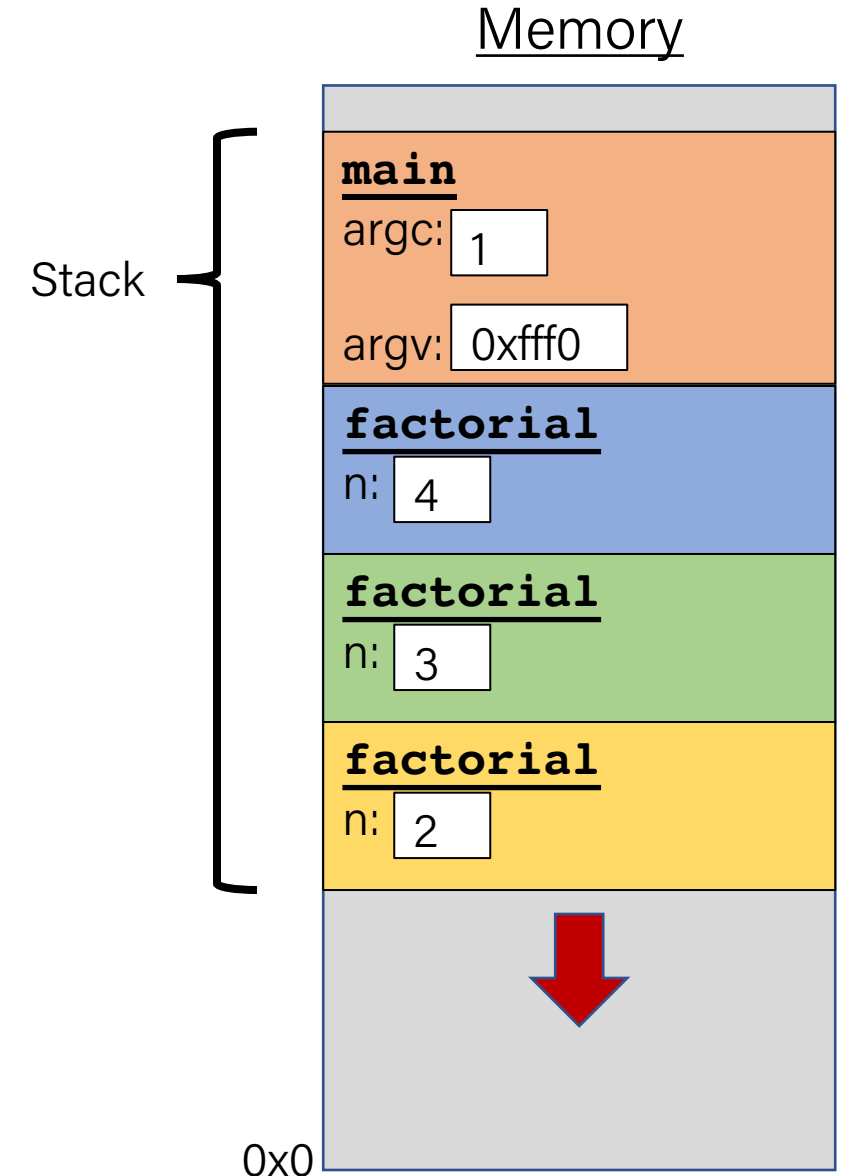 Memory
main
argc: 1
Stack
argv: 0xfff0
factorial
n: 4
factorial
n: 3
factorial
n: 2
0x0